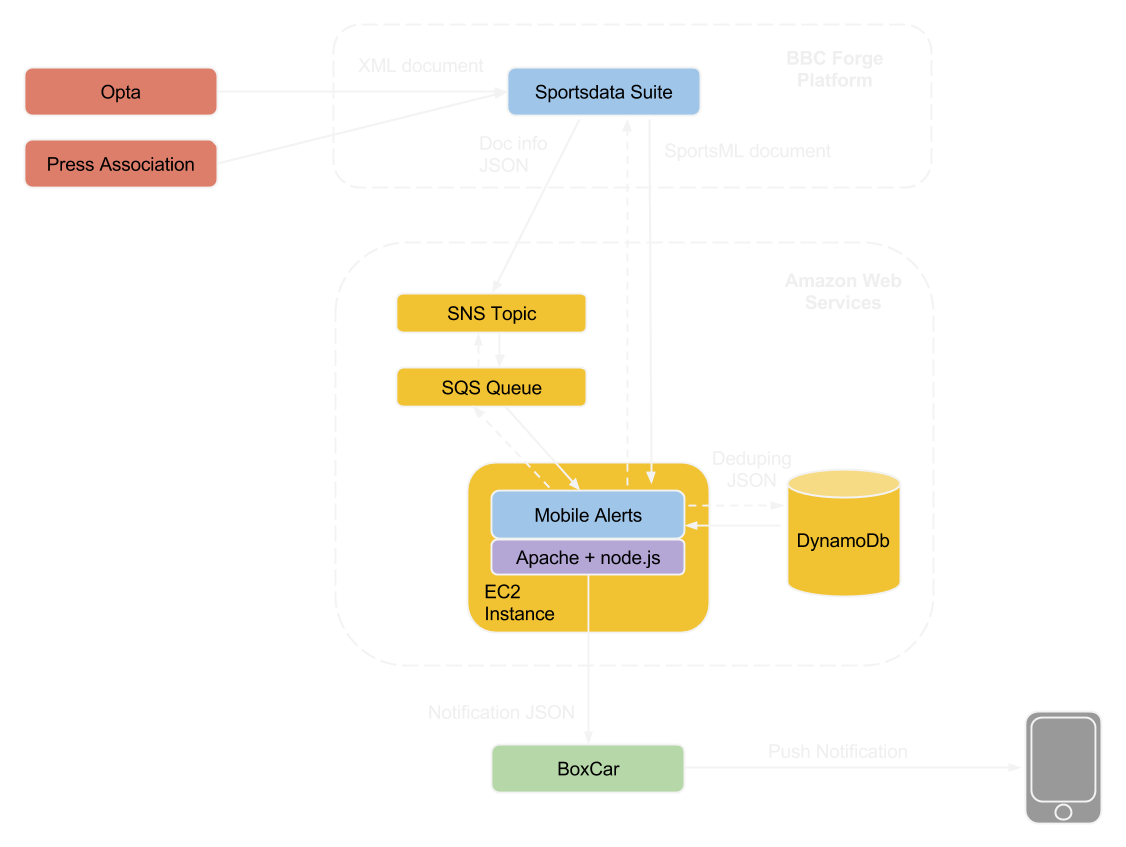 BBC Forge
Platform
XML document
Opta
Sportsdata Suite
Press Association
Doc info
JSON
SportsML document
Amazon Web
Services
SNS Topic
SQS Queue
Deduping
JSON
Mobile Alerts
DynamoDb
Apache + node.js
EC2
Instance
Notification JSON
BoxCar
Push Notification